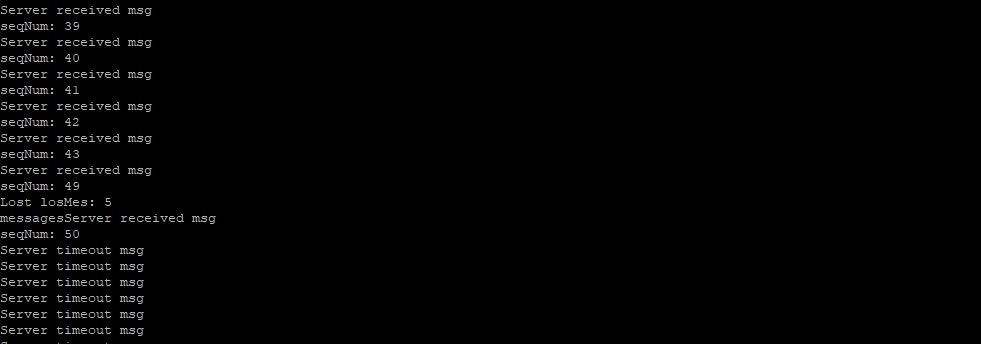 Server received msg
seqNum: 39
Server received msg
seqNum: 40
Server received msg
seqNum: 41
Server received msg
seqNum: 42
Server received msg
seqNum: 43
Server received msg
seqNum: 49
Lost losMes: 5
messagesServer received msg
seqNum: 50
Server timeout msg
Server timeout msg
Server timeout msg
Server timeout msg
Server timeout msg
Server timeout msg